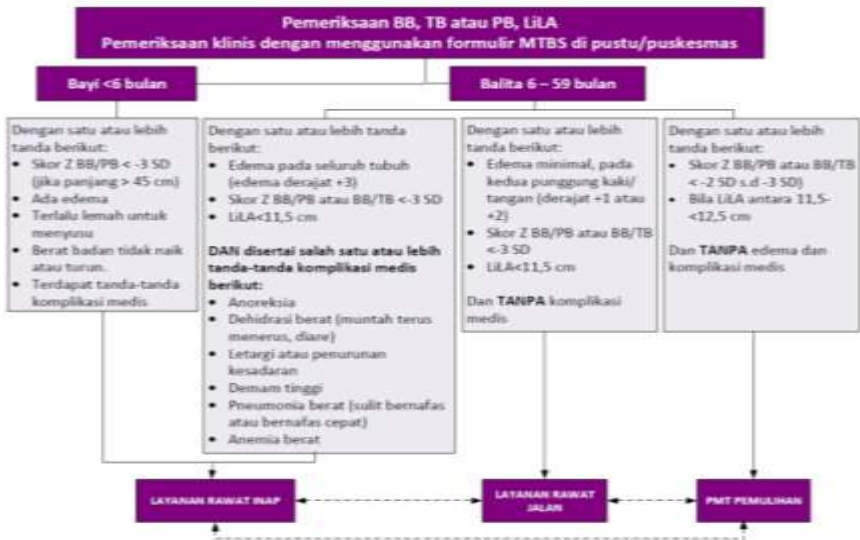 Pemeriksaan BB, TB atau PB, LiLA
Pemeriksaan klinis dengan menggunakan formulir MTBS di pustu/puskesmas
Bayi <6 bulan
Balita 6 – 59 bulan
Dengan satu atau lebih
tanda berikut:
• Skor Z BB/PB < -3 SD
(jika panjang > 45 cm)
• Ada edema
• Terlalu lemah untuk
menyusu
• Berat badan tidak naik
atau turun.
• Terdapat tanda-tanda
komplikasi medis
Dengan satu atau lebih tanda
berikut:
• Edema pada seluruh tubuh
(edema derajat +3)
• Skor Z BB/PB atau BB/TB <-3 SD
• LiLA<11,5 cm
DAN disertai salah satu atau lebih
tanda-tanda komplikasi medis
berikut:
• Anoreksia
• Dehidrasi berat (muntah terus
menerus, diare)
• Letargi atau penurunan
kesadaran
• Demam tinggi
• Pneumonia berat (sulit bernafas
atau bernafas cepat)
• Anemia berat
Dengan satu atau lebih
tanda berikut:
• Edema minimal, pada
kedua punggung kaki/
tangan (derajat +1 atau
+2)
• Skor Z BB/PB atau BB/TB
<-3 SD
• LiLA<11,5 cm
Dan TANPA komplikasi
medis
Dengan satu atau lebih
tanda berikut:
• Skor Z BB/PB atau BB/TB
< -2 SD s.d -3 SD)
• Bila LiLA antara 11,5-
<12,5 cm
Dan TANPA edema dan
komplikasi medis
LAYANAN RAWAT INAP
LAYANAN RAWAT
JALAN
PMT PEMULIHAN